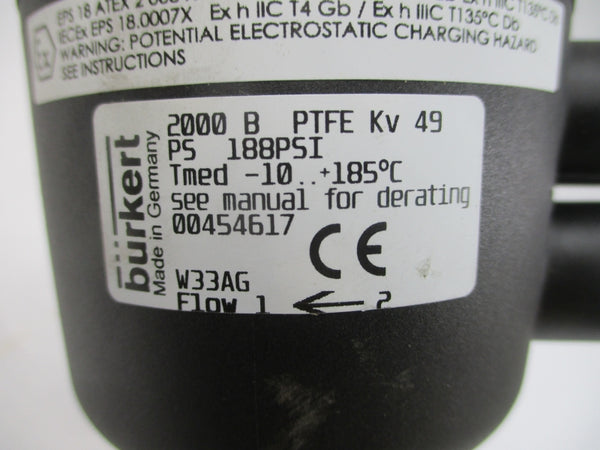 EPS 18 ATEX 2
IECEx EPS 18.0007X Ex h IIC T4 Gb / Ex h IIIC T135°C Db
WARNING: POTENTIAL ELECTROSTATIC CHARGING HAZARD
SEE INSTRUCTIONS
bürkert
Made in Germany
2000 B PTFE Kv 49
PS 188PSI
Tmed -10..+185°C
see manual for derating
00454617
CE
W33AG
Flow 1 ← 2